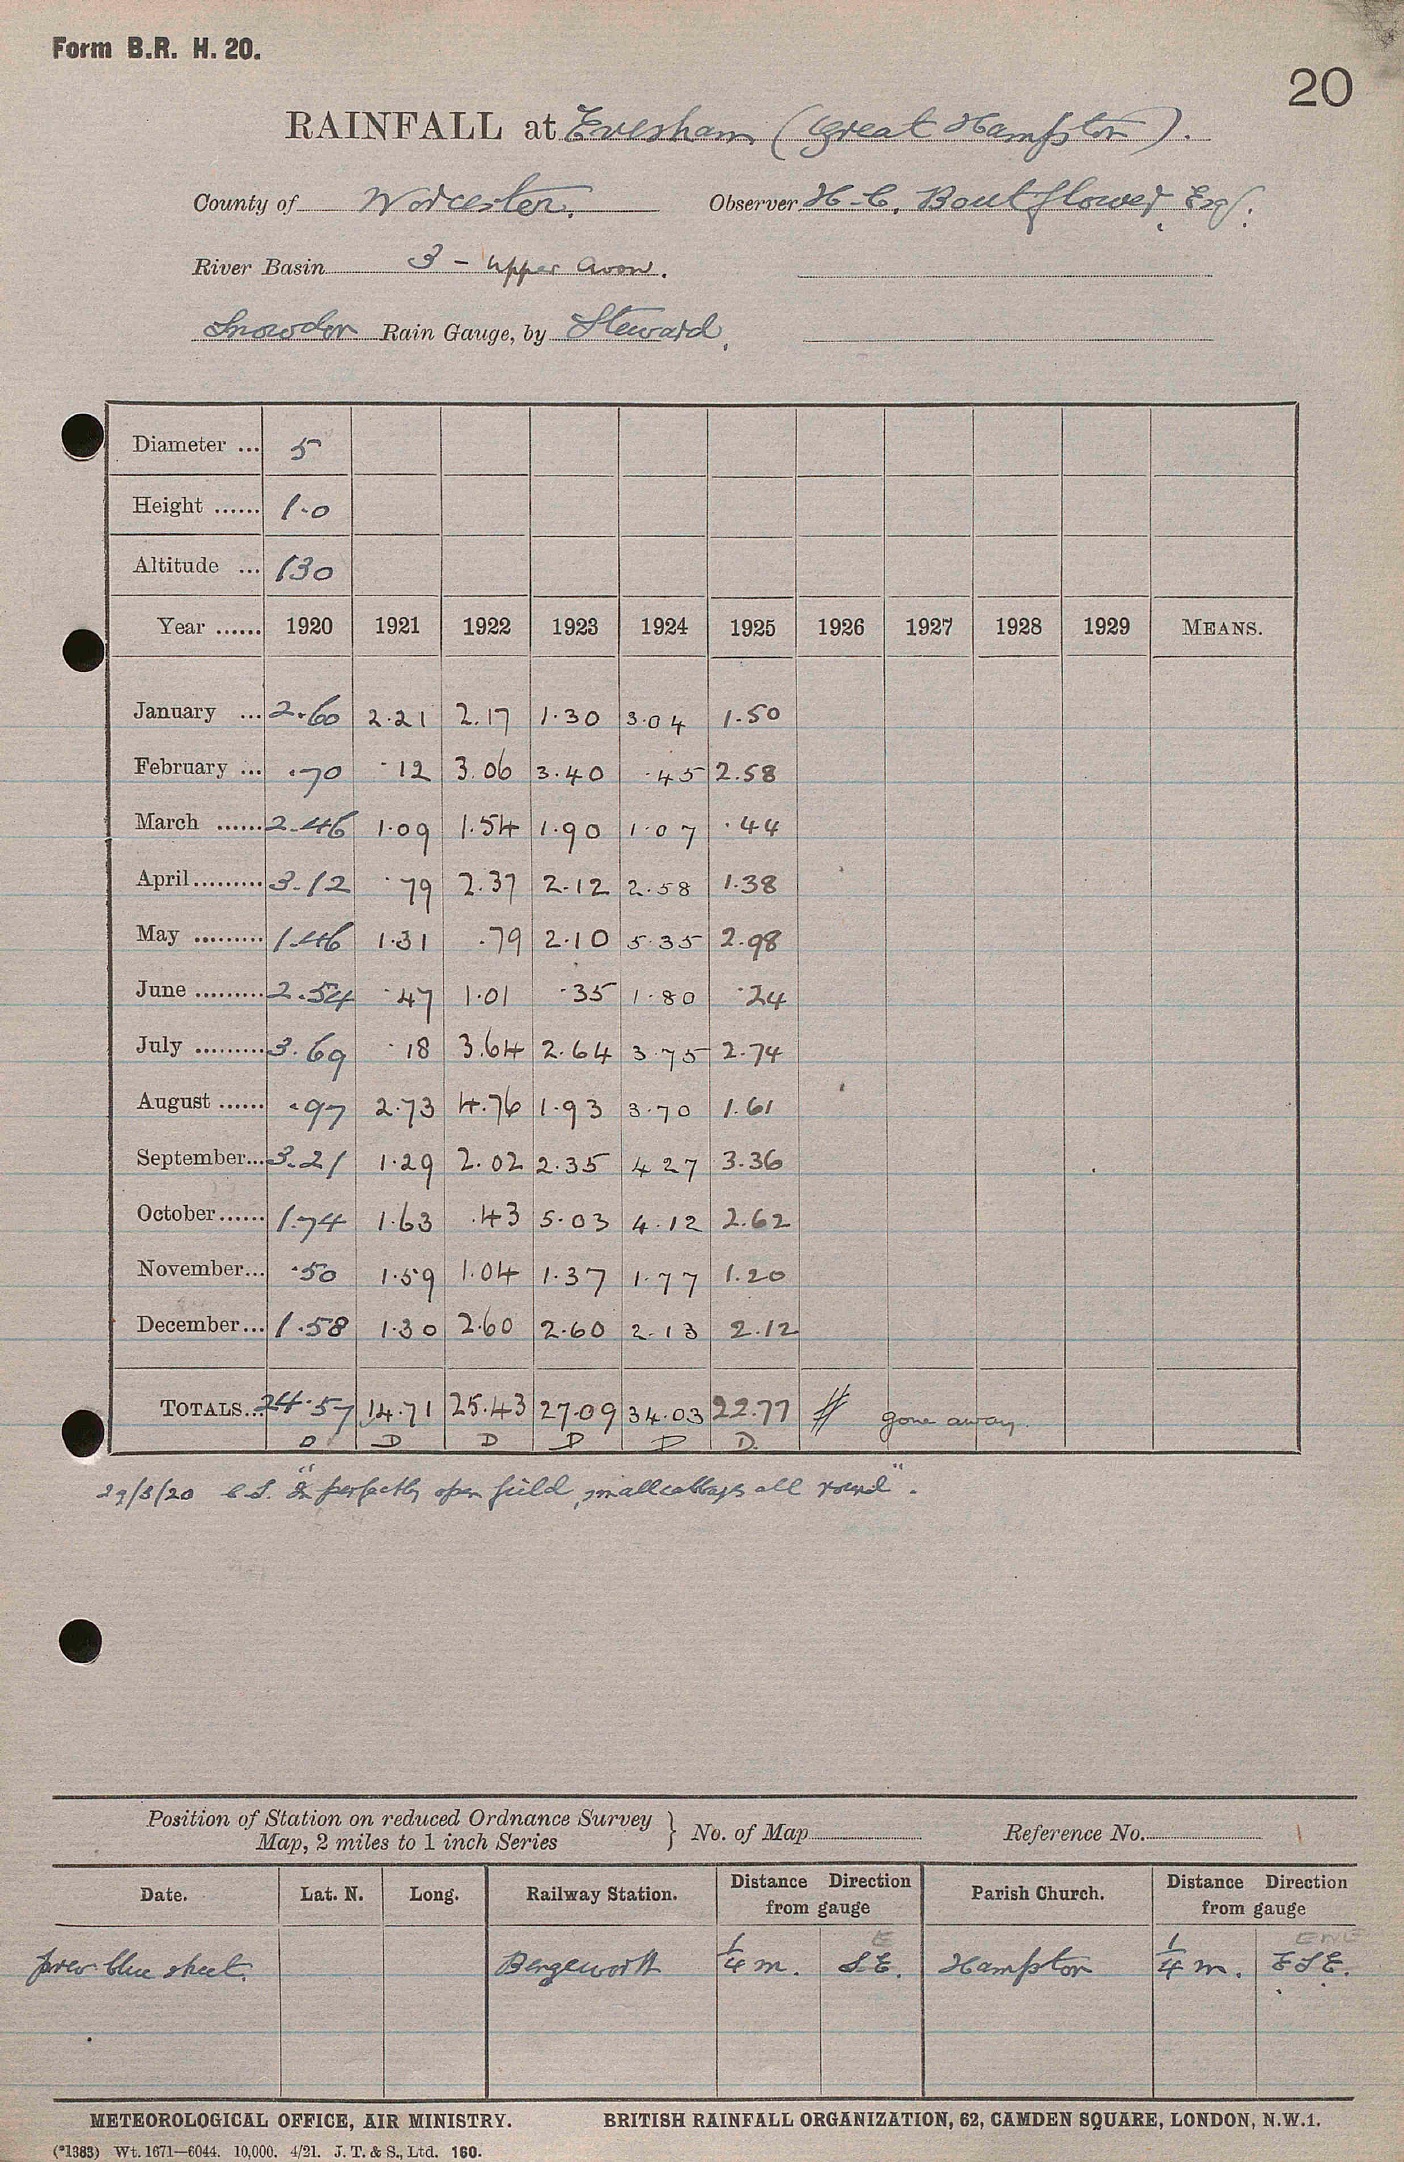 Form B.R. H. 20.
20
RAINFALL at Evesham (Great Hampton).
County of Worcester. Observer H. C. Boutflower, Esq.
River Basin 3 - Upper Avon.
Snowdon Rain Gauge, by Steward,
Diameter ... 5
Height ...... 1.0
Altitude ... 130
Year ...... 1920 1921 1922 1923 1924 1925 1926 1927 1928 1929 MEANS.
January ... 2.60 2.21 2.17 1.30 3.04 1.50
February ... .70 .12 3.06 3.40 .45 2.58
March ...... 2.46 1.09 1.54 1.90 1.07 .44
April......... 3.12 .79 2.37 2.12 2.58 1.38
May ......... 1.46 1.31 .79 2.10 5.35 2.98
June ......... 2.54 .47 1.01 .35 1.80 .24
July ......... 3.69 .18 3.64 2.64 3.75 2.74
August ...... .97 2.73 4.76 1.93 3.70 1.61
September... 3.21 1.29 2.02 2.35 4.27 3.36
October...... 1.74 1.63 .43 5.03 4.12 2.62
November... .50 1.59 1.04 1.37 1.77 1.20
December... 1.58 1.30 2.60 2.60 2.13 2.12
TOTALS... 24.57 14.71 25.43 27.09 34.03 22.77 # gone away.
D D D D D D.
29/3/20 C.S. "In perfectly open field, small cabbages all round".
Position of Station on reduced Ordnance Survey
Map, 2 miles to 1 inch Series } No. of Map Reference No.
Date. Lat. N. Long. Railway Station. Distance Direction from gauge Parish Church. Distance Direction from gauge
E ENE
prev blue sheet. Bengeworth 1/4 m. S.E. Hampton 1/4 m. ESE.
METEOROLOGICAL OFFICE, AIR MINISTRY. BRITISH RAINFALL ORGANIZATION, 62, CAMDEN SQUARE, LONDON, N.W.1.
(*1383) Wt. 1671—6044. 10,000. 4/21. J. T. & S., Ltd. 160.